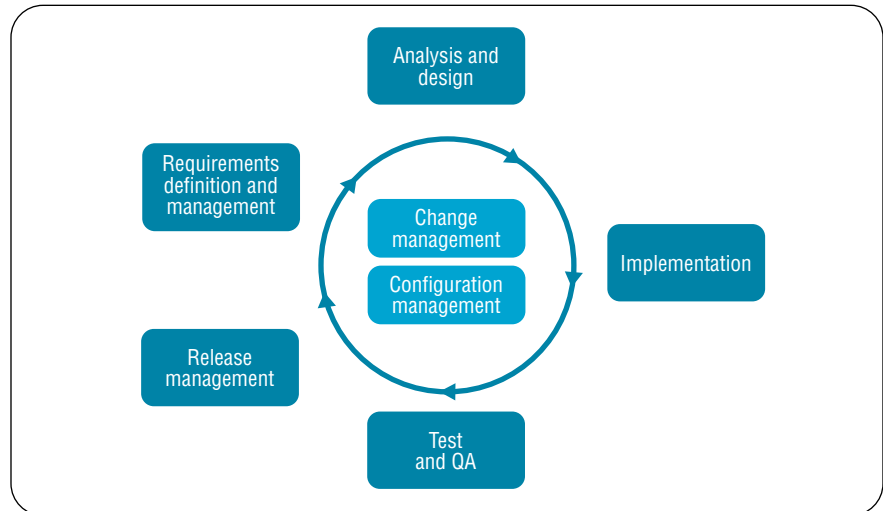 Analysis and
design
Requirements
definition and
management
Change
management
Implementation
Configuration
management
Release
management
Test
and QA